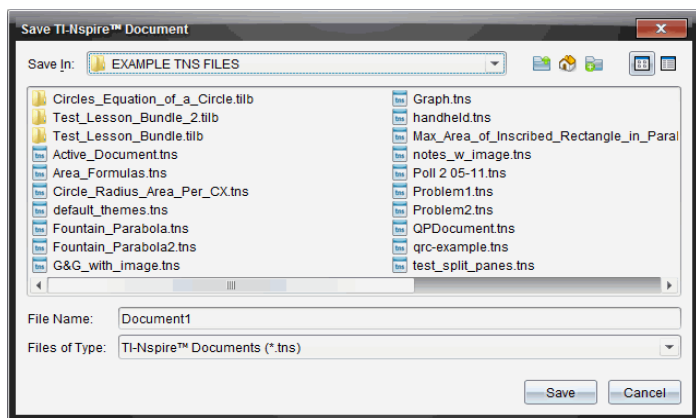 Save TI-Nspire™ Document
Save In: EXAMPLE TNS FILES
Circles_Equation_of_a_Circle.tilb
Test_Lesson_Bundle_2.tilb
Test_Lesson_Bundle.tilb
Active_Document.tns
Area_Formulas.tns
Circle_Radius_Area_Per_CX.tns
default_themes.tns
Fountain_Parabola.tns
Fountain_Parabola2.tns
G&G_with_image.tns
Graph.tns
handheld.tns
Max_Area_of_Inscribed_Rectangle_in_Paral
notes_w_image.tns
Poll 2 05-11.tns
Problem1.tns
Problem2.tns
QPDocument.tns
qrc-example.tns
test_split_panes.tns
File Name: Document1
Files of Type: TI-Nspire™ Documents (*.tns)
Save Cancel